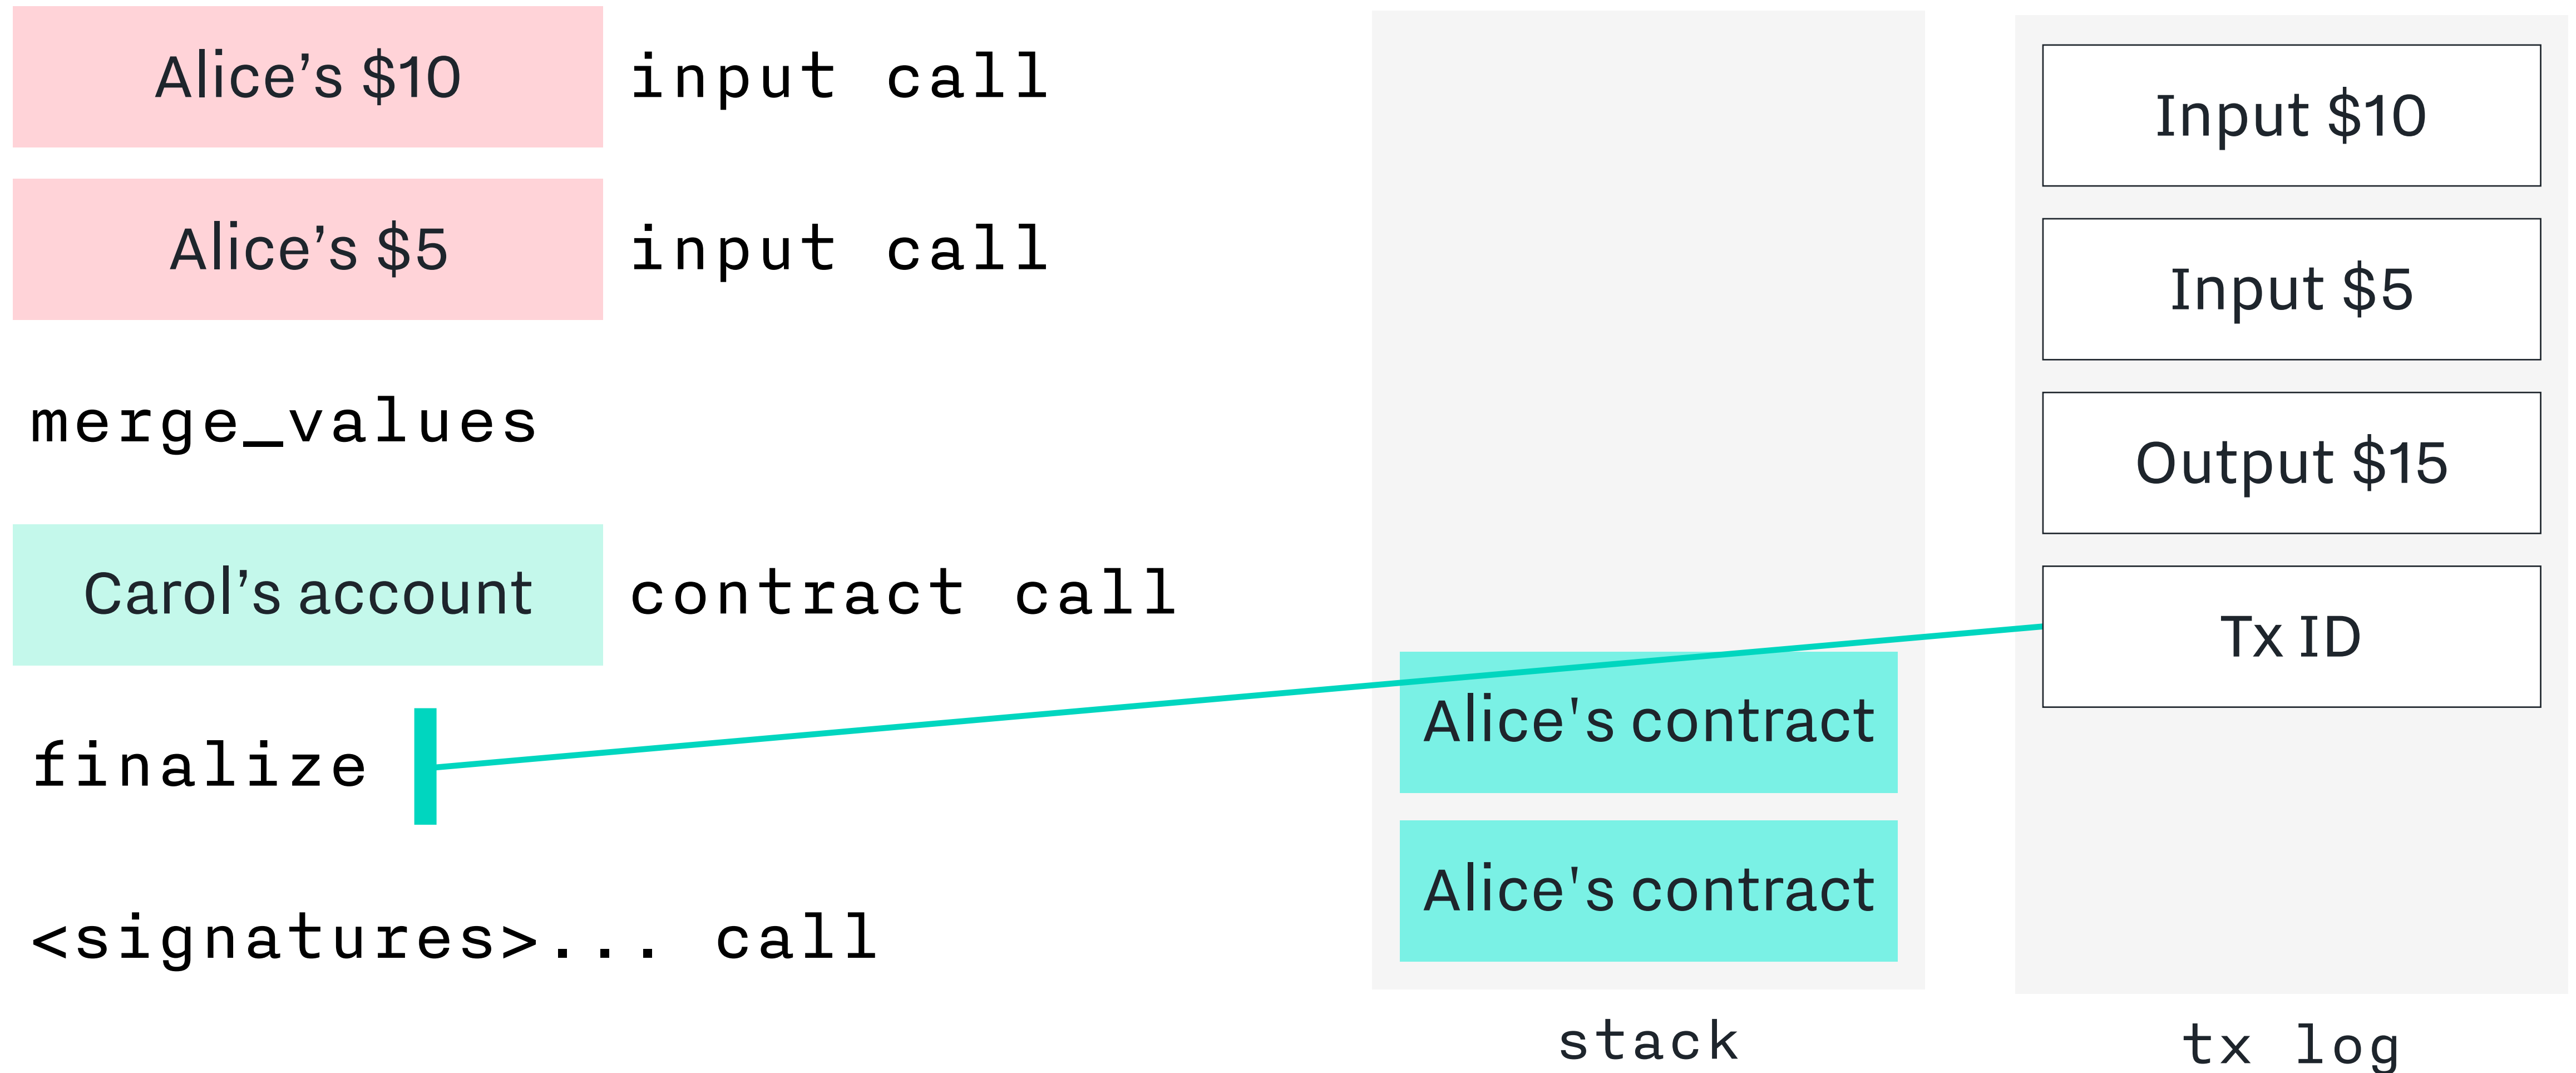 Alice’s $10 input call
Alice’s $5 input call
merge_values
Carol’s account contract call
finalize
<signatures>... call
Alice's contract
Alice's contract
stack
Input $10
Input $5
Output $15
Tx ID
tx log